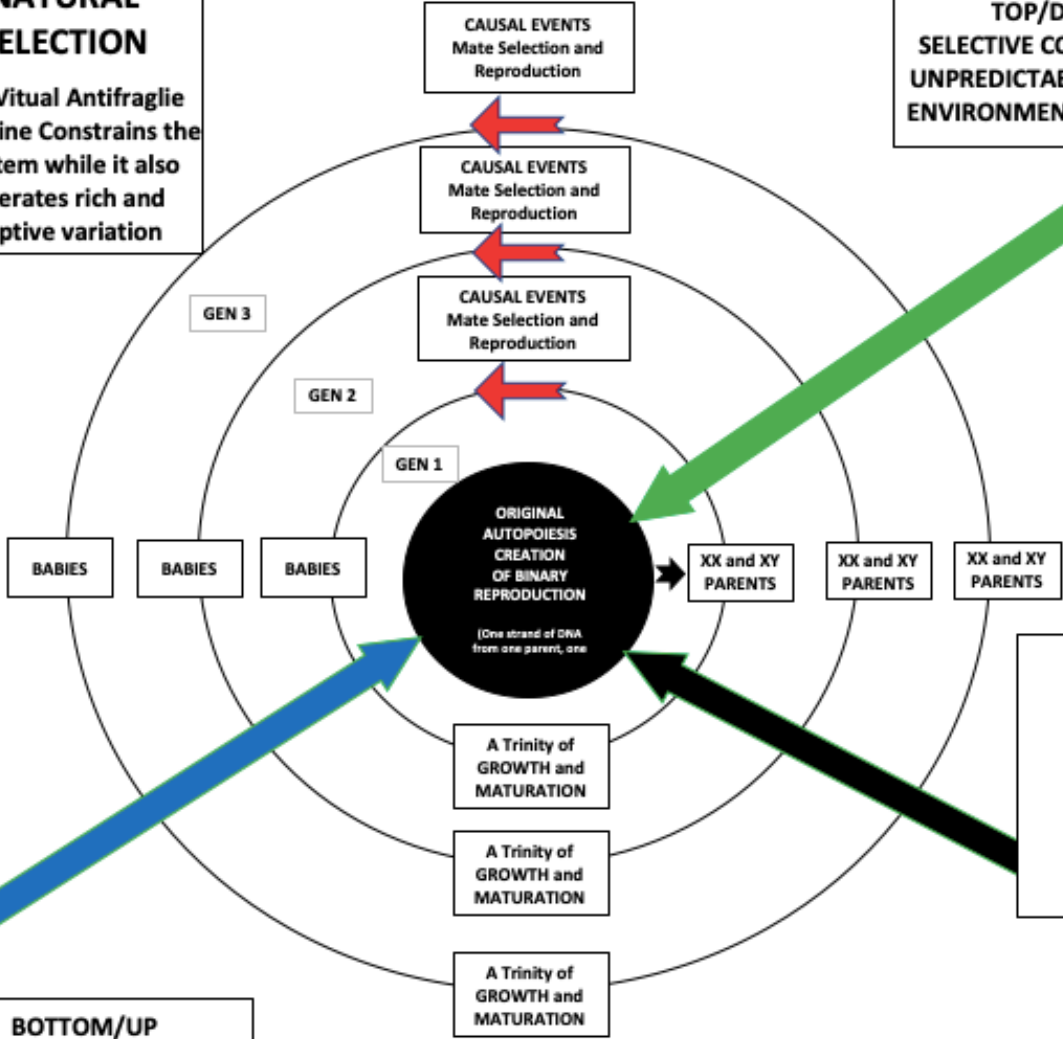 NATURAL
SELECTION
Vitual Antifraglie
ine Constrains the
tem while it also
erates rich and
ptive variation
CAUSAL EVENTS
Mate Selection and
Reproduction
TOP/D
SELECTIVE CO
UNPREDICTAB
ENVIRONMEN
CAUSAL EVENTS
Mate Selection and
Reproduction
CAUSAL EVENTS
Mate Selection and
Reproduction
GEN 3
GEN 2
GEN 1
ORIGINAL
AUTOPOIESIS
CREATION
OF BINARY
REPRODUCTION
(One strand of DNA
from one parent, one
BABIES
BABIES
BABIES
XX and XY
PARENTS
XX and XY
PARENTS
XX and XY
PARENTS
A Trinity of
GROWTH and
MATURATION
A Trinity of
GROWTH and
MATURATION
A Trinity of
GROWTH and
MATURATION
BOTTOM/UP